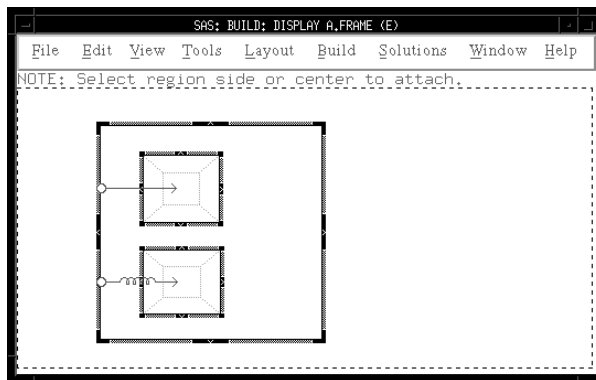 SAS: BUILD: DISPLAY A.FRAME (E)
File Edit View Tools Layout Build Solutions Window Help
NOTE: Select region side or center to attach.